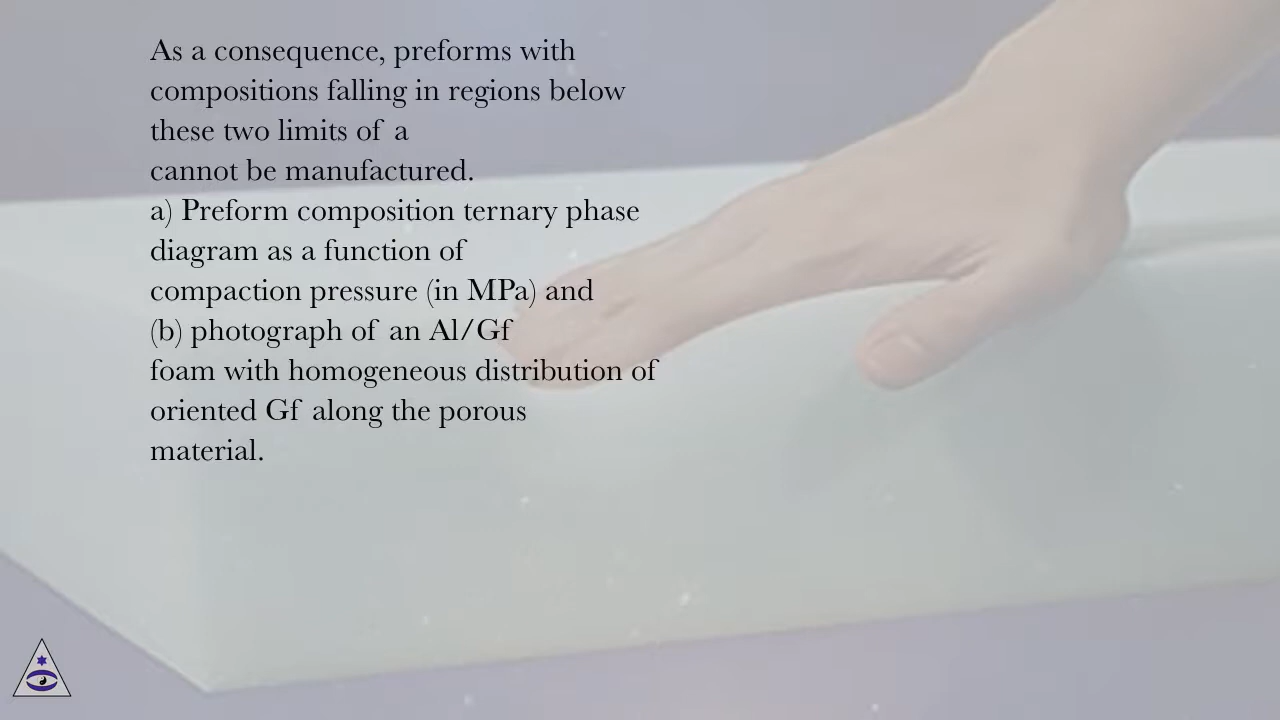 As a consequence, preforms with
compositions falling in regions below
these two limits of a
cannot be manufactured.
a) Preform composition ternary phase
diagram as a function of
compaction pressure (in MPa) and
(b) photograph of an Al/Gf
foam with homogeneous distribution of
oriented Gf along the porous
material.